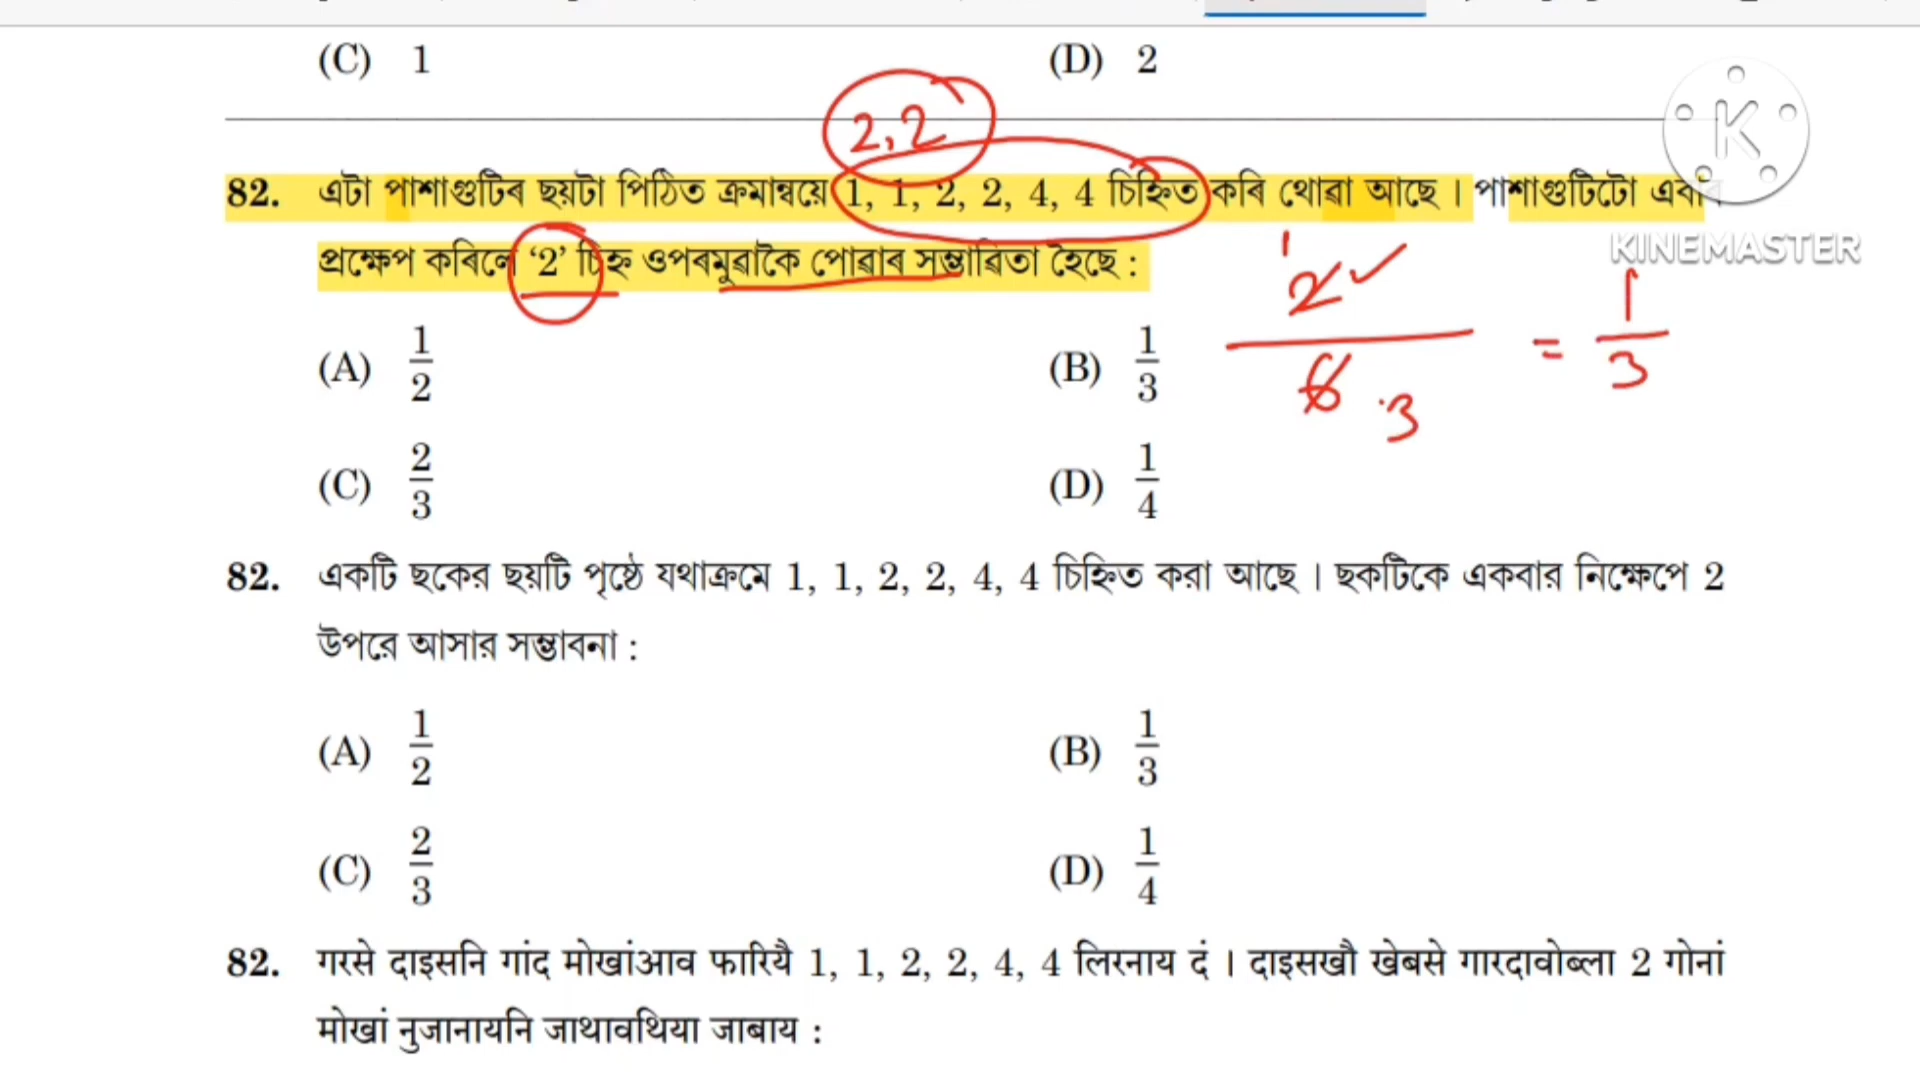 (C) 1 (D) 2
2,2
82. এটা পাশাগুটিৰ ছয়টা পিঠিত ক্ৰমান্বয়ে 1, 1, 2, 2, 4, 4 চিহ্নিত কৰি থোৱা আছে । পাশাগুটিটো এবাৰ
প্ৰক্ষেপ কৰিলে ‘2’ চিহ্ন ওপৰমুৱাকৈ পোৱাৰ সম্ভাৱিতা হৈছে :
KINEMASTER
(A) 1/2 (B) 1/3
1 2 / 6 3 = 1/3
(C) 2/3 (D) 1/4
82. একটি ছকের ছয়টি পৃষ্ঠে যথাক্রমে 1, 1, 2, 2, 4, 4 চিহ্নিত করা আছে । ছকটিকে একবার নিক্ষেপে 2
উপরে আসার সম্ভাবনা :
(A) 1/2 (B) 1/3
(C) 2/3 (D) 1/4
82. गरसे दाइसनि गांद मोखांआव फारियै 1, 1, 2, 2, 4, 4 लिरनाय दं । दाइसखौ खेबसे गारदावोब्ला 2 गोनां
मोखां नुजानायनि जाथावथिया जाबाय :